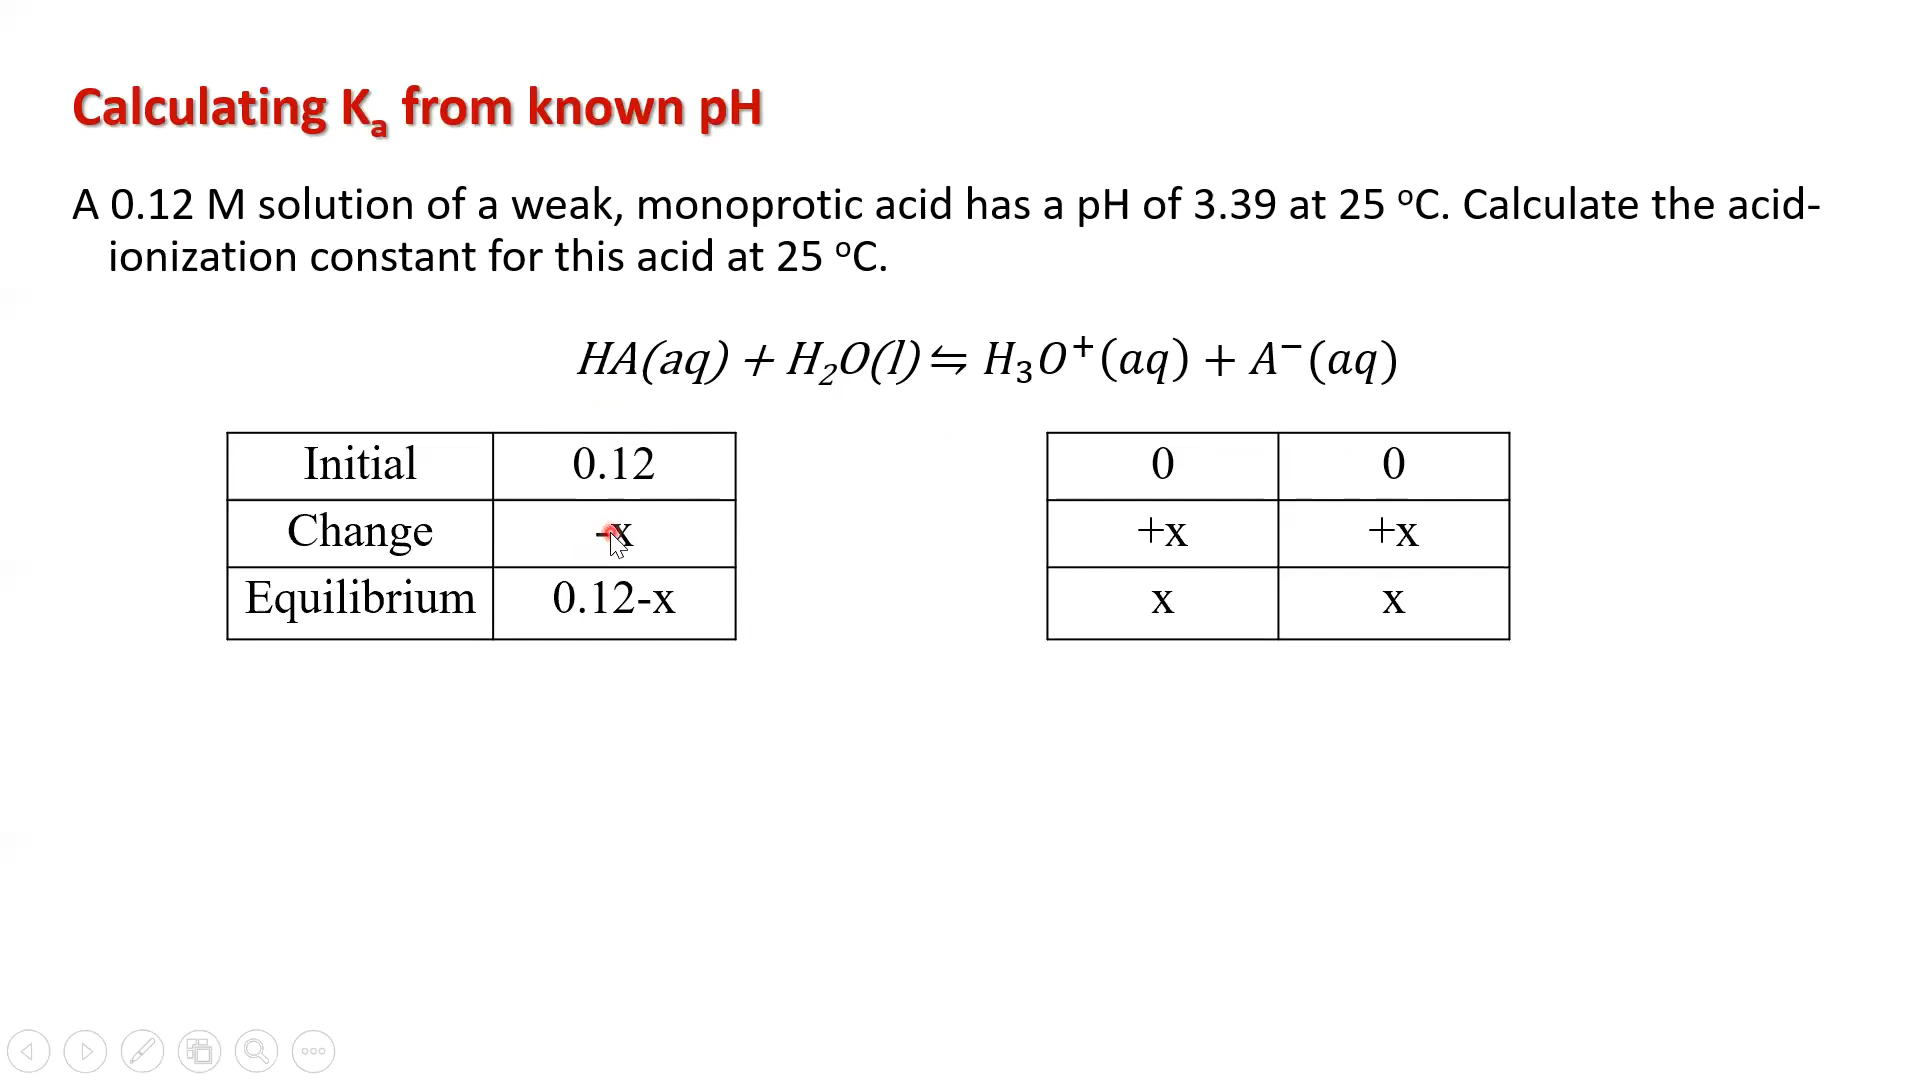 Calculating Kₐ from known pH
A 0.12 M solution of a weak, monoprotic acid has a pH of 3.39 at 25 ᵒC. Calculate the acid-
ionization constant for this acid at 25 ᵒC.
HA(aq) + H₂O(l) ⇋ H₃O⁺(aq) + A⁻(aq)
Initial 0.12 0 0
Change -x +x +x
Equilibrium 0.12-x x x